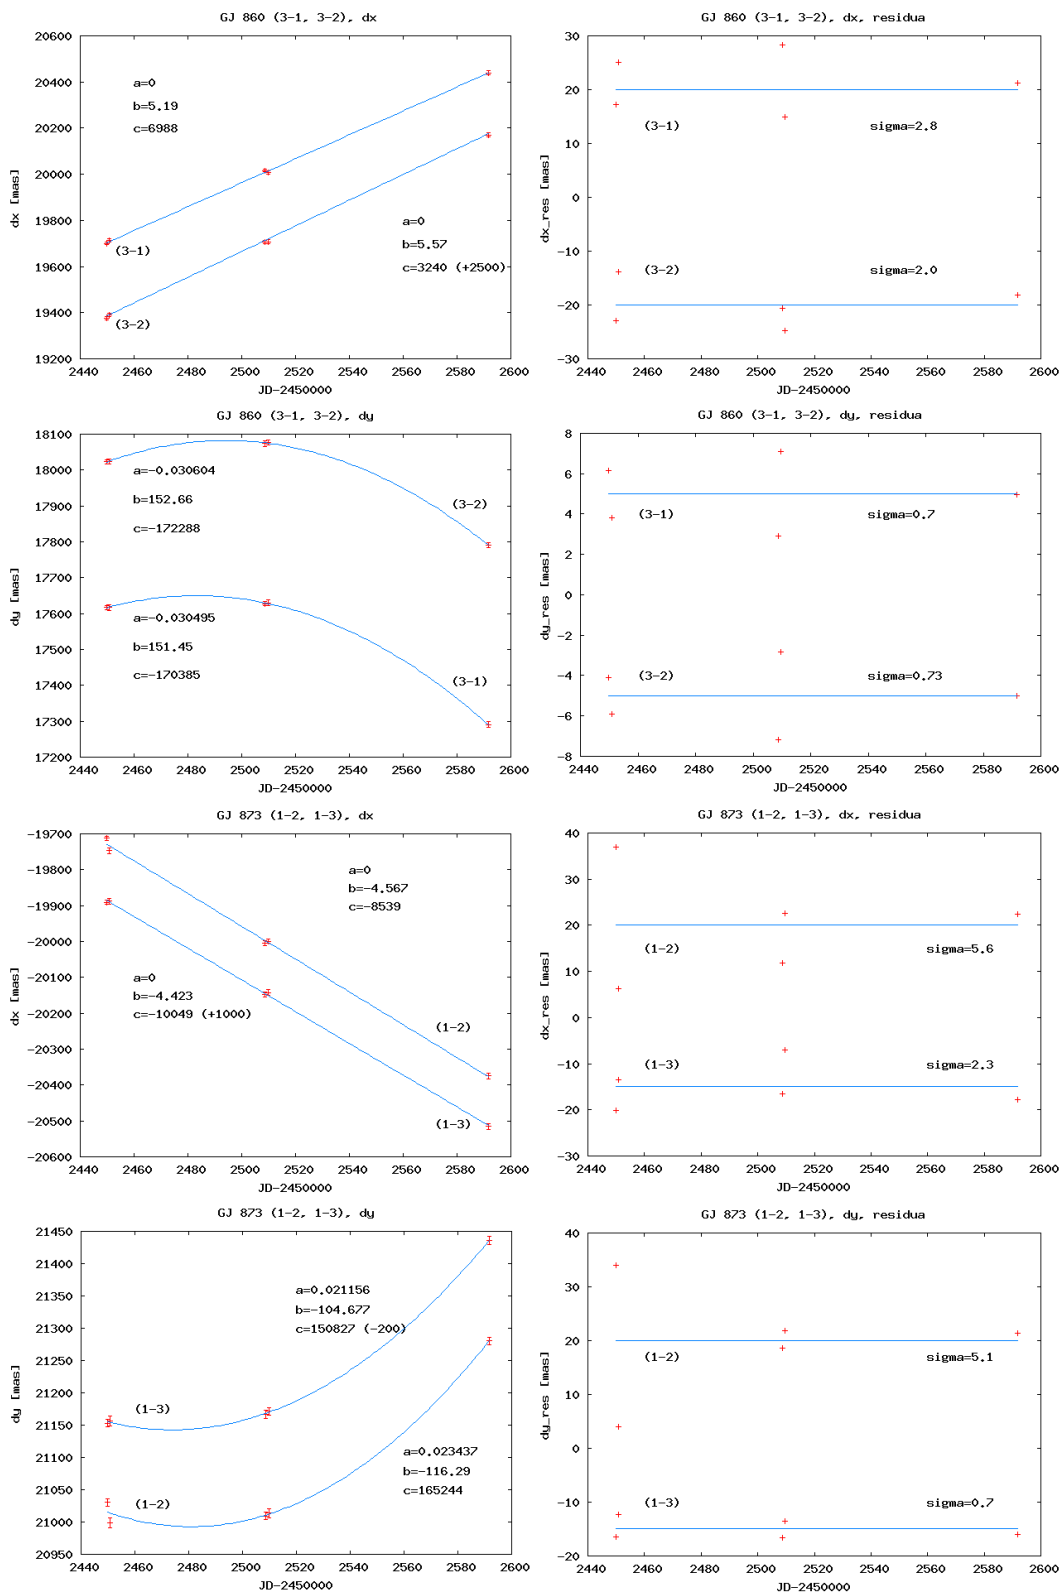 GJ 860 (3-1, 3-2), dx
20600
20400
20200
20000
19800
19600
19400
19200
dx [mas]
a=0
b=5.19
c=6988
a=0
b=5.57
c=3240 (+2500)
(3-1)
(3-2)
2440 2460 2480 2500 2520 2540 2560 2580 2600
JD-2450000
GJ 860 (3-1, 3-2), dx, residua
30
20
10
0
-10
-20
-30
dx_res [mas]
(3-1)
sigma=2.8
(3-2)
sigma=2.0
2440 2460 2480 2500 2520 2540 2560 2580 2600
JD-2450000
GJ 860 (3-1, 3-2), dy
18100
18000
17900
17800
17700
17600
17500
17400
17300
17200
dy [mas]
a=-0.030604
b=152.66
c=-172288
(3-2)
a=-0.030495
b=151.45
c=-170385
(3-1)
2440 2460 2480 2500 2520 2540 2560 2580 2600
JD-2450000
GJ 860 (3-1, 3-2), dy, residua
8
6
4
2
0
-2
-4
-6
-8
dy_res [mas]
(3-1)
sigma=0.7
(3-2)
sigma=0.73
2440 2460 2480 2500 2520 2540 2560 2580 2600
JD-2450000
GJ 873 (1-2, 1-3), dx
-19700
-19800
-19900
-20000
-20100
-20200
-20300
-20400
-20500
-20600
dx [mas]
a=0
b=-4.567
c=-8539
a=0
b=-4.423
c=-10049 (+1000)
(1-2)
(1-3)
2440 2460 2480 2500 2520 2540 2560 2580 2600
JD-2450000
GJ 873 (1-2, 1-3), dx, residua
40
30
20
10
0
-10
-20
-30
dx_res [mas]
(1-2)
sigma=5.6
(1-3)
sigma=2.3
2440 2460 2480 2500 2520 2540 2560 2580 2600
JD-2450000
GJ 873 (1-2, 1-3), dy
21450
21400
21350
21300
21250
21200
21150
21100
21050
21000
20950
dy [mas]
a=0.021156
b=-104.677
c=150827 (-200)
(1-3)
a=0.023437
b=-116.29
c=165244
(1-2)
2440 2460 2480 2500 2520 2540 2560 2580 2600
JD-2450000
GJ 873 (1-2, 1-3), dy, residua
40
30
20
10
0
-10
-20
dy_res [mas]
(1-2)
sigma=5.1
(1-3)
sigma=0.7
2440 2460 2480 2500 2520 2540 2560 2580 2600
JD-2450000